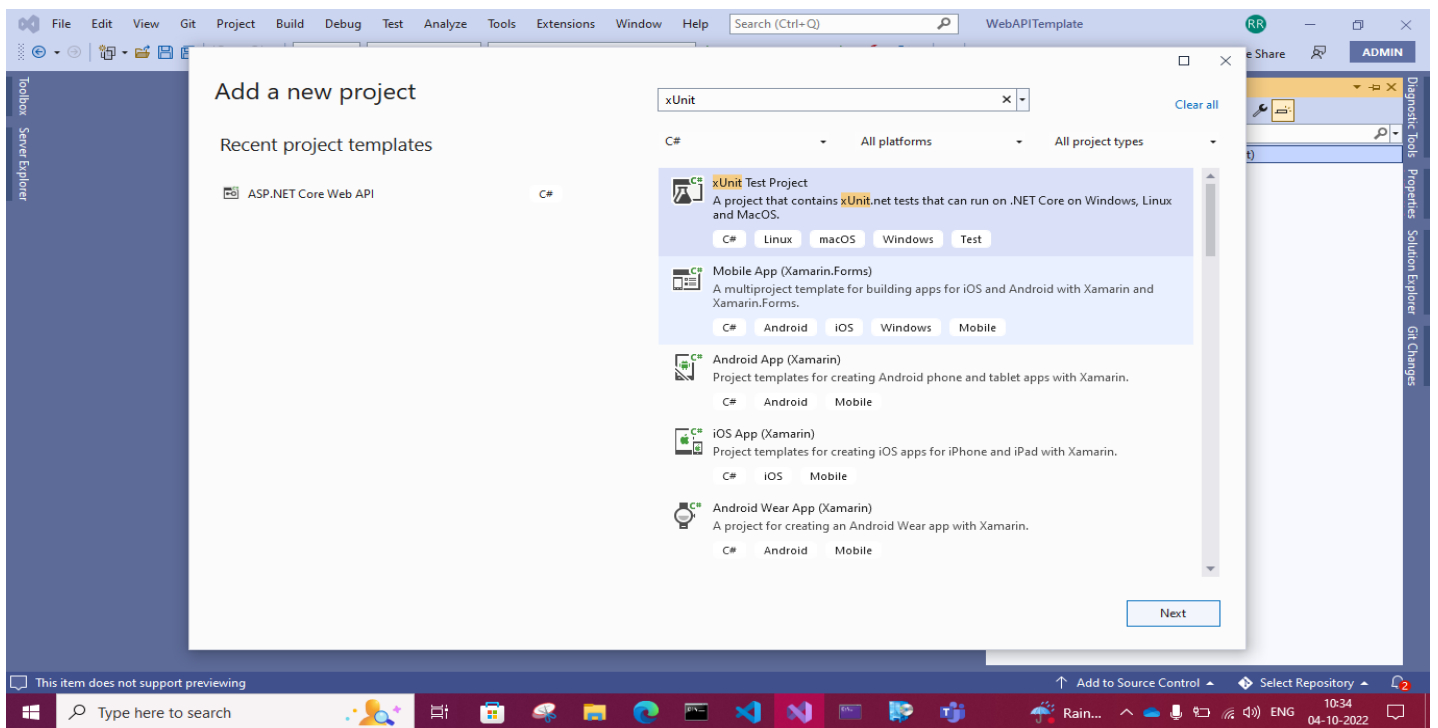 File Edit View Git Project Build Debug Test Analyze Tools Extensions Window Help Search (Ctrl+Q) WebAPITemplate RR
Share ADMIN
Toolbox
Server Explorer
Add a new project
xUnit
Clear all
Recent project templates
C# All platforms All project types
ASP.NET Core Web API C#
xUnit Test Project
A project that contains xUnit.net tests that can run on .NET Core on Windows, Linux
and MacOS.
C# Linux macOS Windows Test
Mobile App (Xamarin.Forms)
A multiproject template for building apps for iOS and Android with Xamarin and
Xamarin.Forms.
C# Android iOS Windows Mobile
Android App (Xamarin)
Project templates for creating Android phone and tablet apps with Xamarin.
C# Android Mobile
iOS App (Xamarin)
Project templates for creating iOS apps for iPhone and iPad with Xamarin.
C# iOS Mobile
Android Wear App (Xamarin)
A project for creating an Android Wear app with Xamarin.
C# Android Mobile
Next
Diagnostic Tools
Properties
Solution Explorer
Git Changes
This item does not support previewing Add to Source Control Select Repository 2
Type here to search Rain... ENG 10:34
04-10-2022